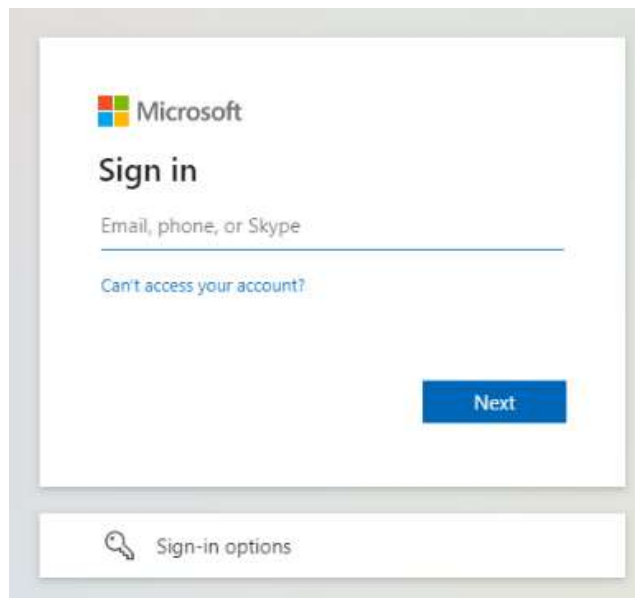 Microsoft
Sign in
Email, phone, or Skype
Can't access your account?
Next
Sign-in options